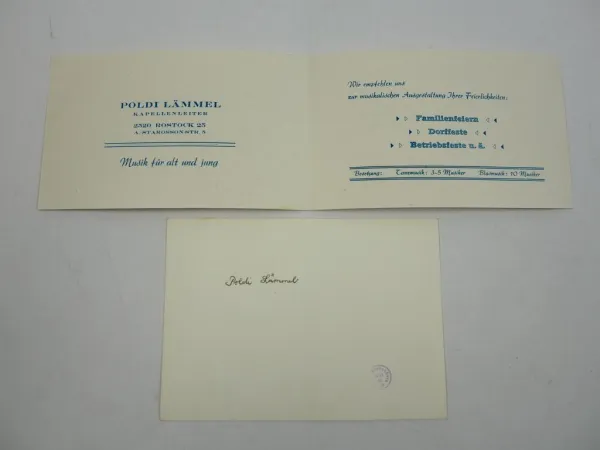 POLDI LÄMMEL
KAPELLENLEITER
2520 ROSTOCK 25
Musik für alt und jung
Wir empfehlen uns
zur musikalischen Ausgestaltung Ihrer Feierlichkeiten:
Familienfeiern
Dorffeste
Betriebsfeste u. ä.
Besetzung: Tanzmusik: 3-5 Musiker Blasmusik: 10 Musiker
Poldi Lämmel